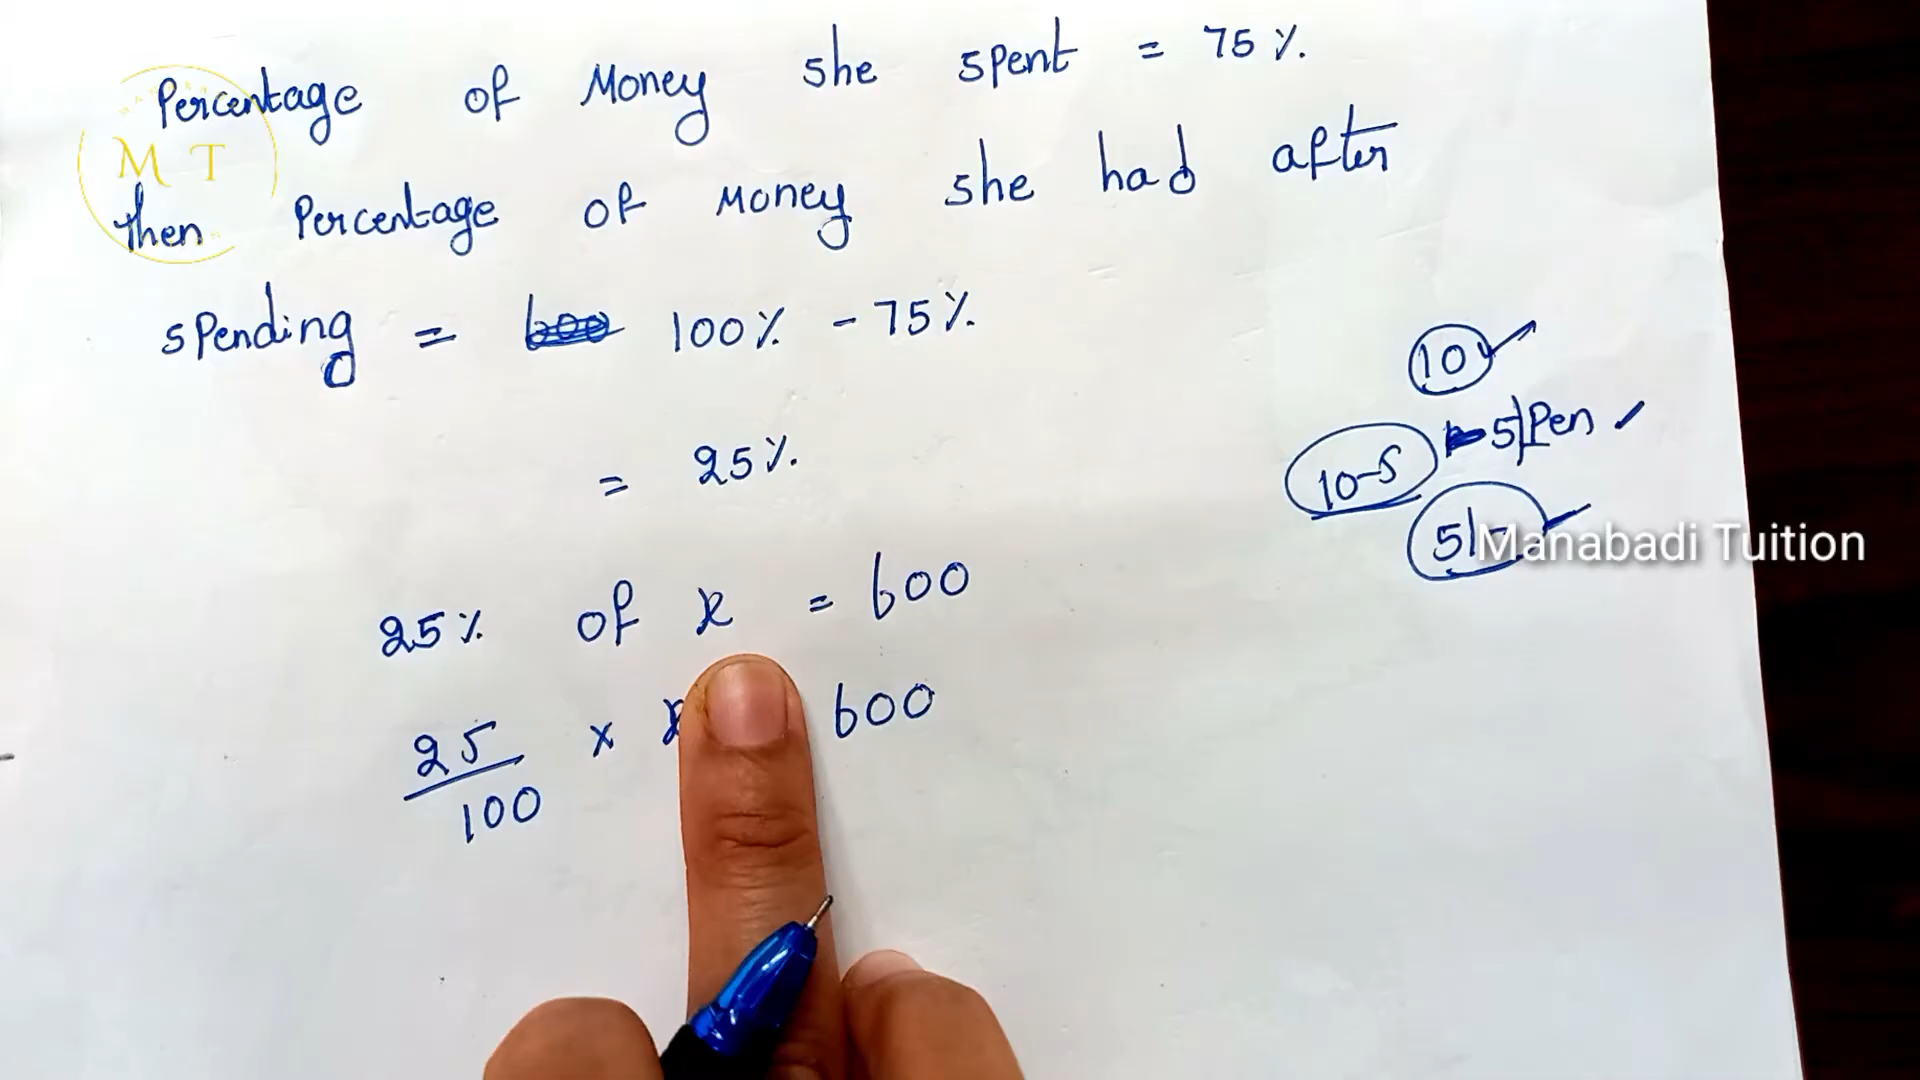 Percentage of Money she spent = 75%.
M T
then Percentage of Money she had after
spending = 600 100% - 75%
= 25%.
25% of x = 600
25/100 × x 600
10
10-5 5/Pen
5/-
Manabadi Tuition